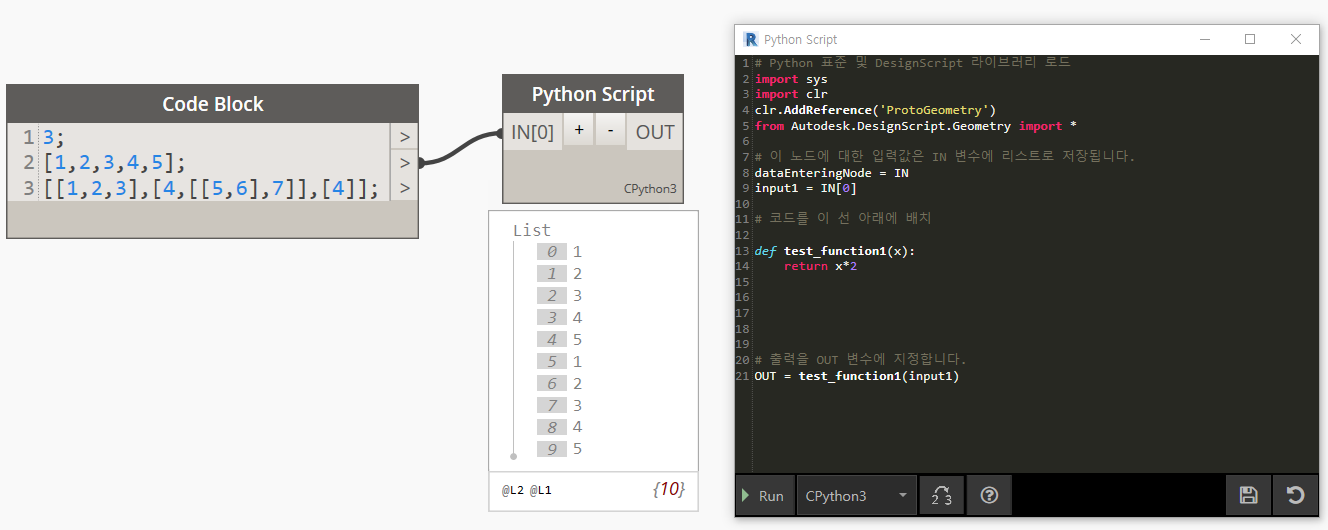 Code Block
1 3;
2 [1,2,3,4,5];
3 [[1,2,3],[4,[[5,6],7]],[4]];
>
>
>
Python Script
IN[0] + - OUT
CPython3
List
0 1
1 2
2 3
3 4
4 5
5 1
6 2
7 3
8 4
9 5
@L2 @L1 {10}
R Python Script
1 # Python 표준 및 DesignScript 라이브러리 로드
2 import sys
3 import clr
4 clr.AddReference('ProtoGeometry')
5 from Autodesk.DesignScript.Geometry import *
6
7 # 이 노드에 대한 입력값은 IN 변수에 리스트로 저장됩니다.
8 dataEnteringNode = IN
9 input1 = IN[0]
10
11 # 코드를 이 선 아래에 배치
12
13 def test_function1(x):
14     return x*2
15
16
17
18
19
20 # 출력을 OUT 변수에 지정합니다.
21 OUT = test_function1(input1)
Run CPython3 2 3 ?